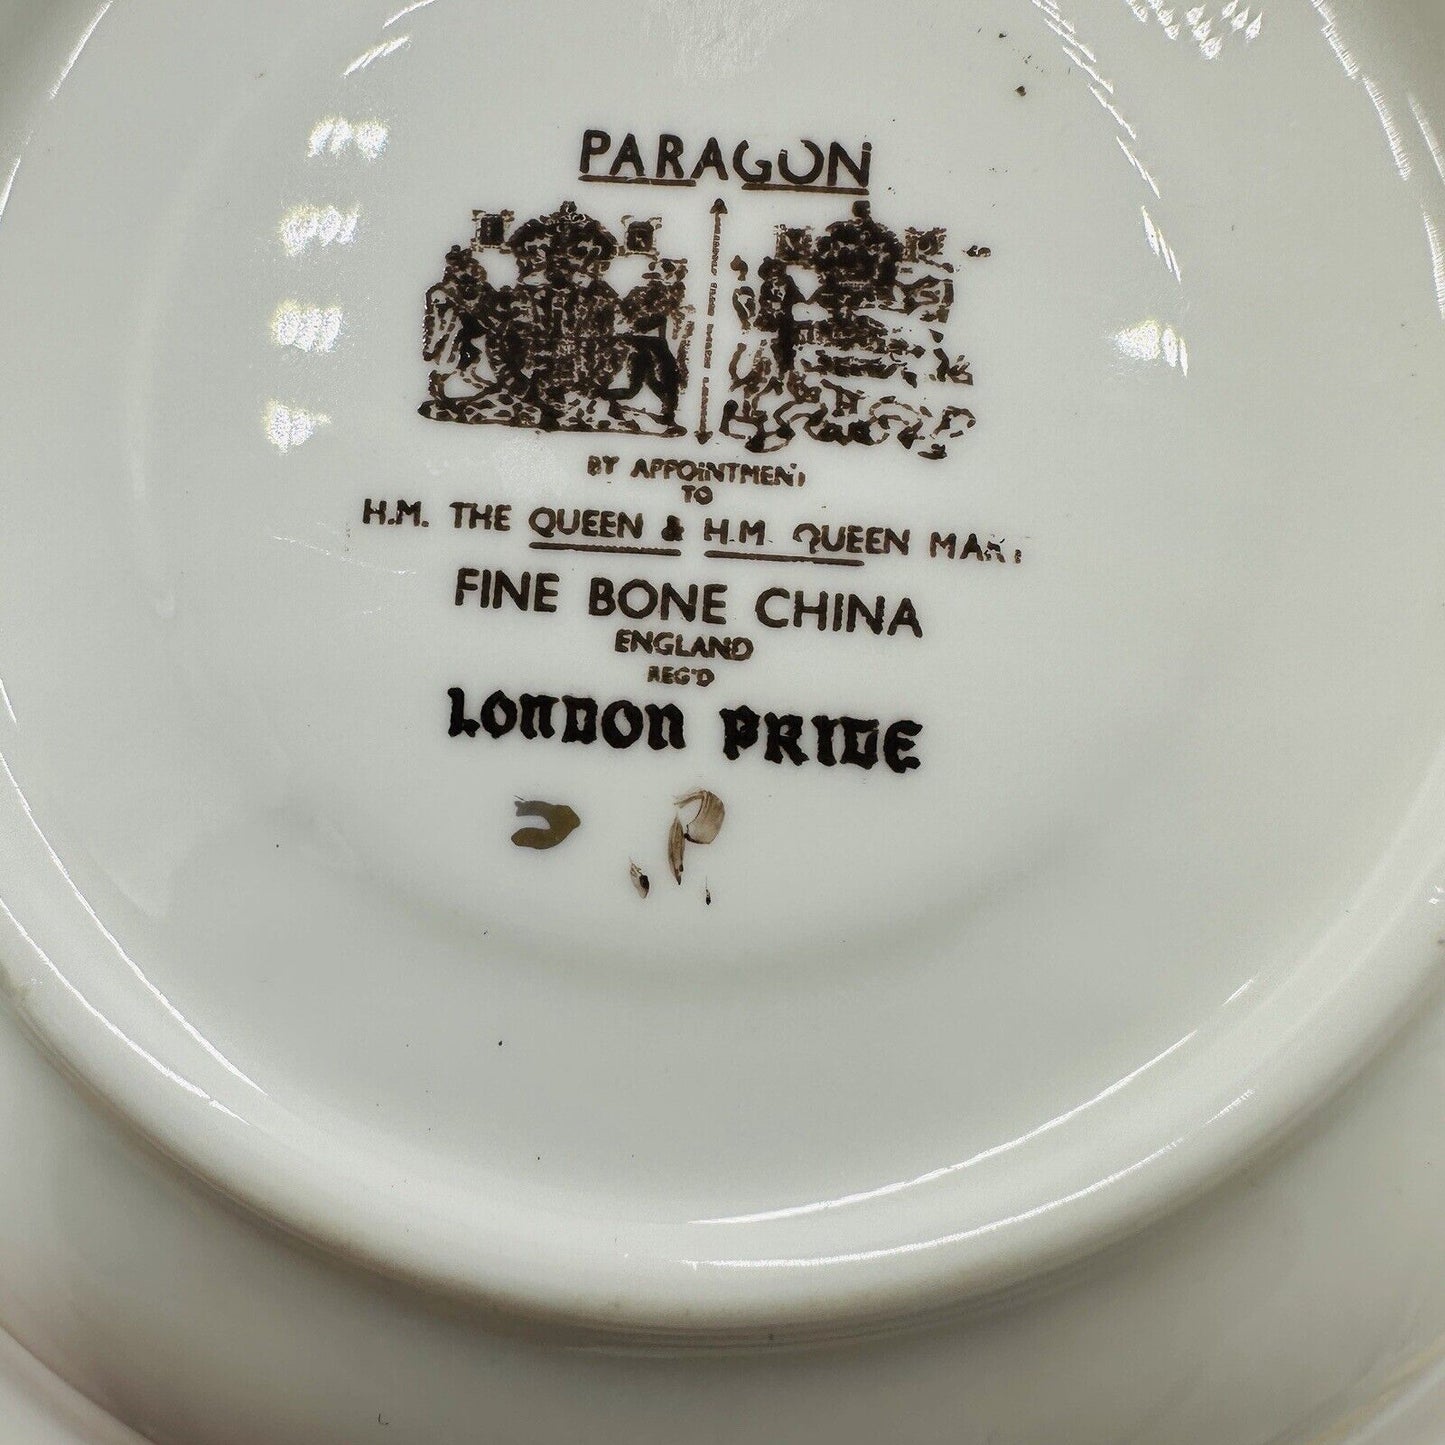 PARAGON
BY APPOINTMENT
TO
H.M. THE QUEEN & H.M. QUEEN MARY
FINE BONE CHINA
ENGLAND
REG'D
LONDON PRIDE